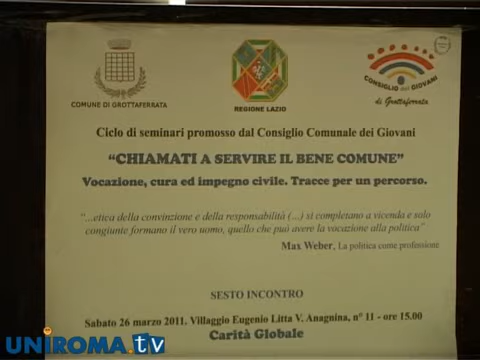 COMUNE DI GROTTAFERRATA
REGIONE LAZIO
CONSIGLIO dei GIOVANI
di Grottaferrata
Ciclo di seminari promosso dal Consiglio Comunale dei Giovani
“CHIAMATI A SERVIRE IL BENE COMUNE”
Vocazione, cura ed impegno civile. Tracce per un percorso.
“...etica della convinzione e della responsabilità (...) si completano a vicenda e solo
congiunte formano il vero uomo, quello che può avere la vocazione alla politica”
Max Weber, La politica come professione
SESTO INCONTRO
Sabato 26 marzo 2011, Villaggio Eugenio Litta V. Anagnina, n° 11 - ore 15.00
Carità Globale
UNIROMA.tv